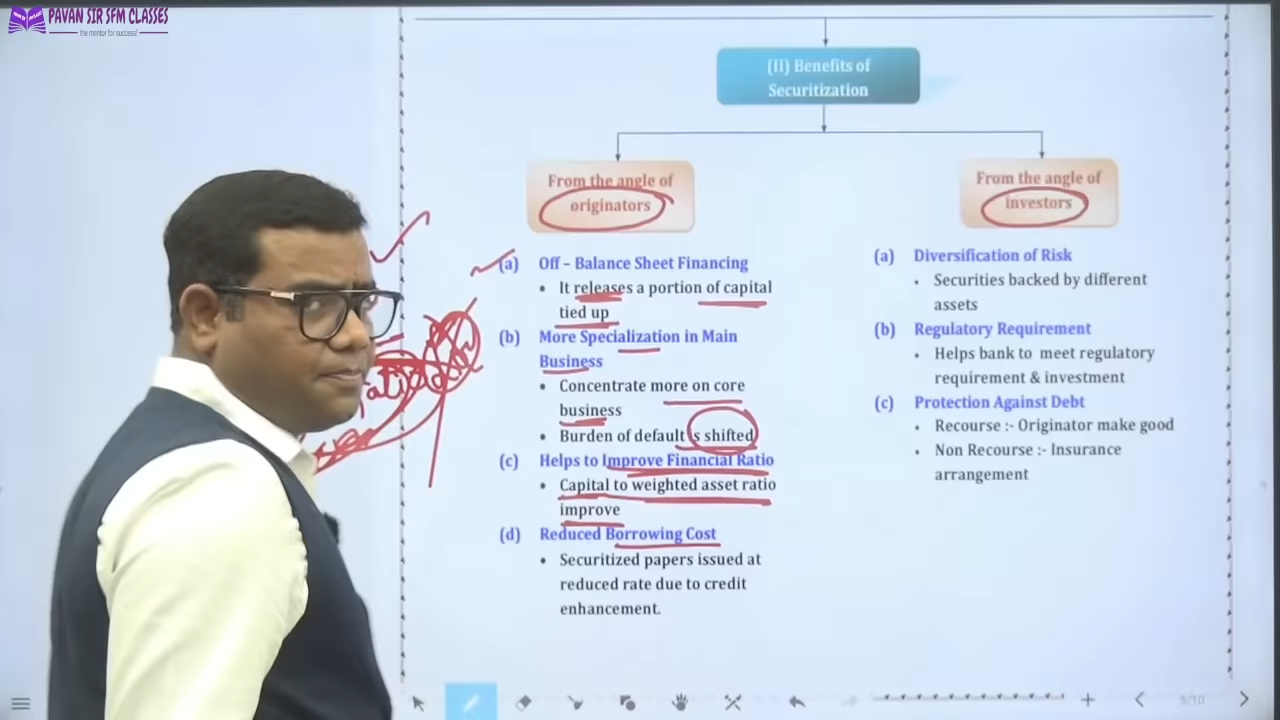 PAVAN SIR SFM CLASSES
the mentor for success!
(II) Benefits of
Securitization
From the angle of
originators
(a) Off – Balance Sheet Financing
• It releases a portion of capital
tied up
(b) More Specialization in Main
Business
• Concentrate more on core
business
• Burden of default is shifted
(c) Helps to Improve Financial Ratio
• Capital to weighted asset ratio
improve
(d) Reduced Borrowing Cost
• Securitized papers issued at
reduced rate due to credit
enhancement.
From the angle of
investors
(a) Diversification of Risk
• Securities backed by different
assets
(b) Regulatory Requirement
• Helps bank to meet regulatory
requirement & investment
(c) Protection Against Debt
• Recourse :- Originator make good
• Non Recourse :- Insurance
arrangement
5/10